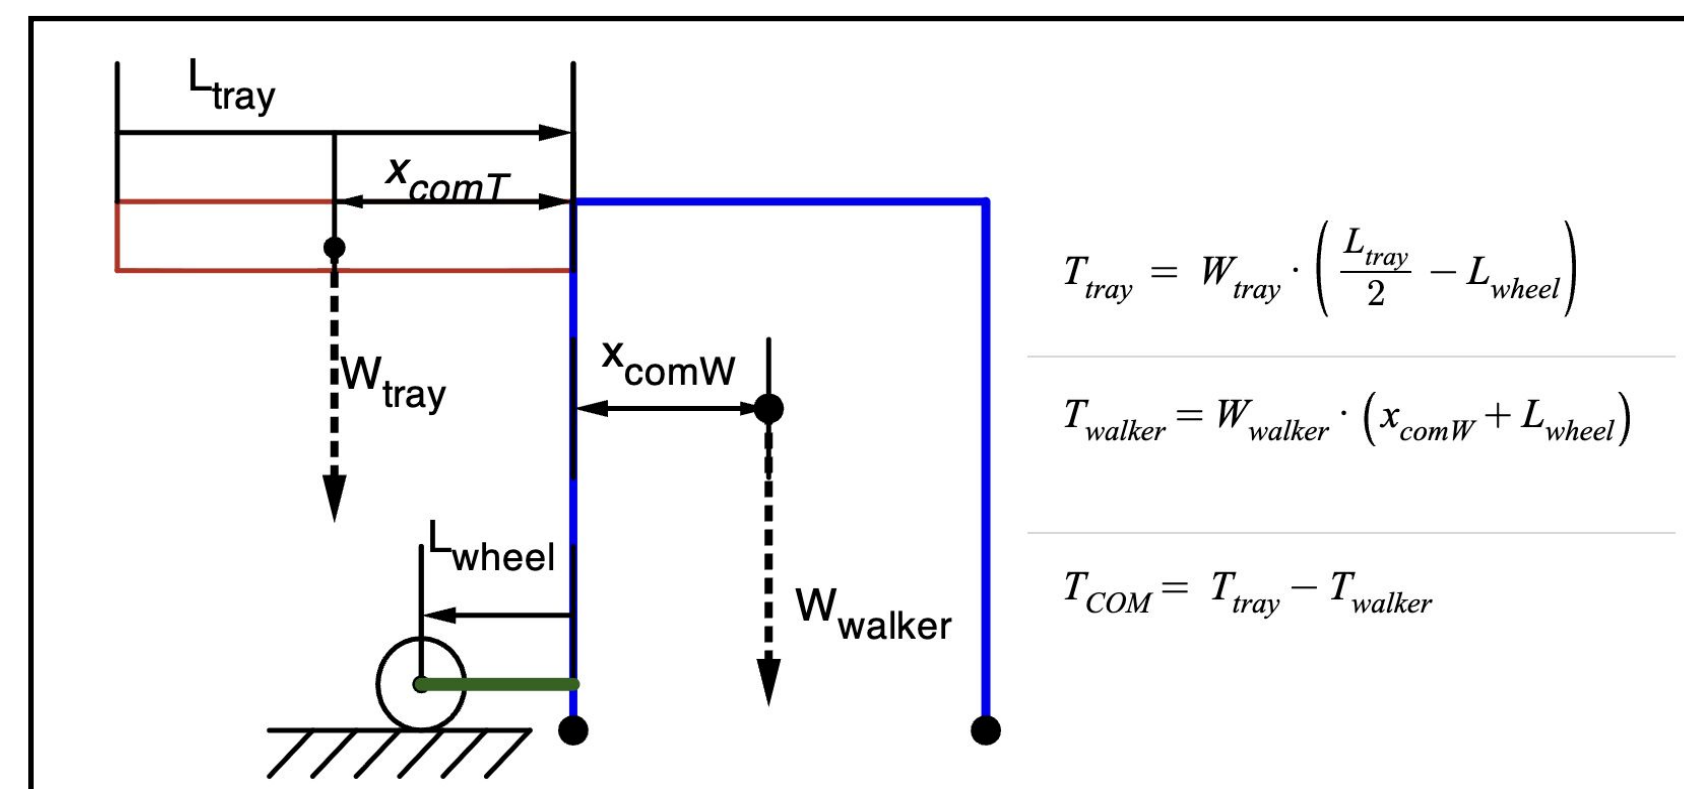 L_tray
x_comT
W_tray
x_comW
L_wheel
W_walker
T_tray = W_tray · (L_tray/2 − L_wheel)
T_walker = W_walker · (x_comW + L_wheel)
T_COM = T_tray − T_walker